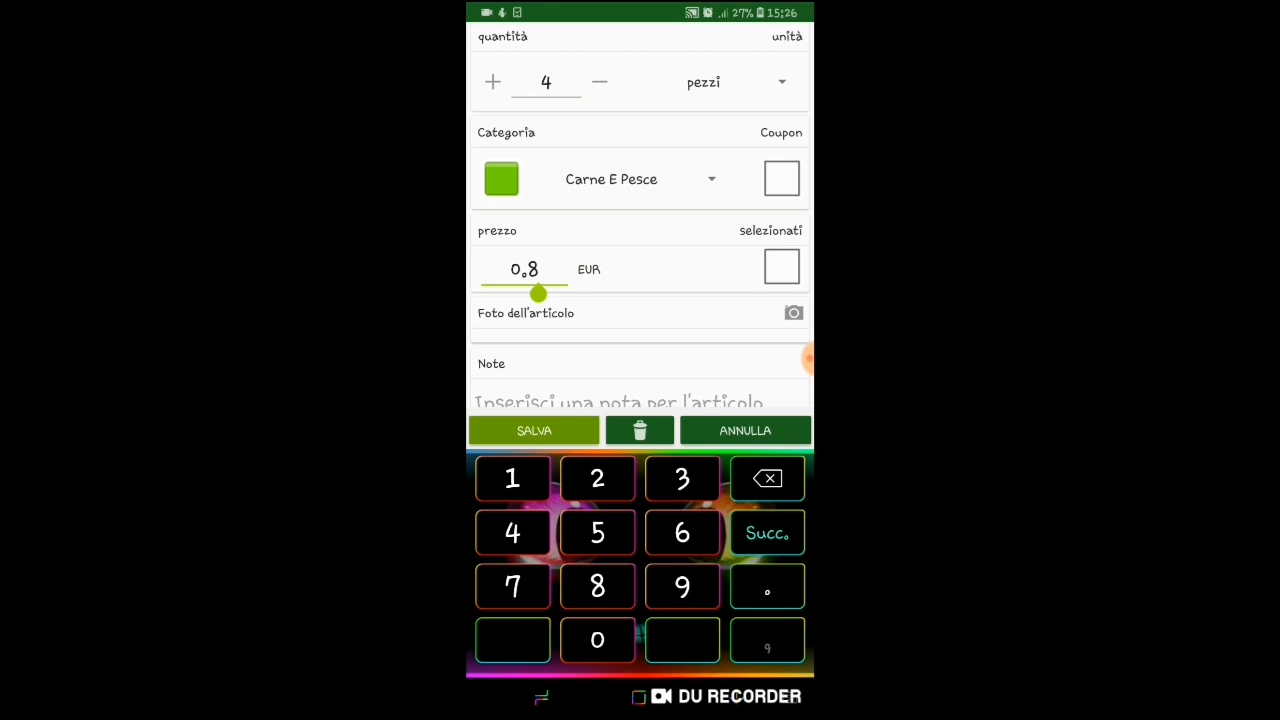 27% 15:26
quantità unità
+ 4 − pezzi
Categoria Coupon
Carne E Pesce
prezzo selezionati
0.8 EUR
Foto dell'articolo
Note
Inserisci una nota per l'articolo
SALVA ANNULLA
1 2 3
4 5 6 Succ.
7 8 9 .
0 ,
DU RECORDER